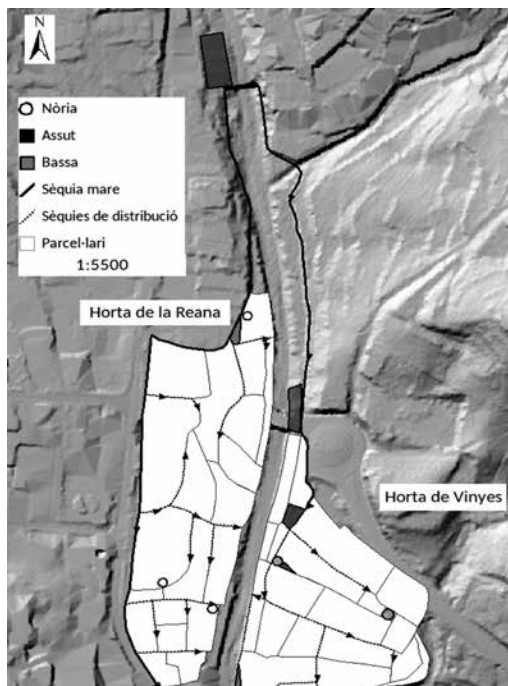 N
Nòria
Assut
Bassa
Sèquia mare
Sèquies de distribució
Parcel·lari
1:5500
Horta de la Reana
Horta de Vinyes